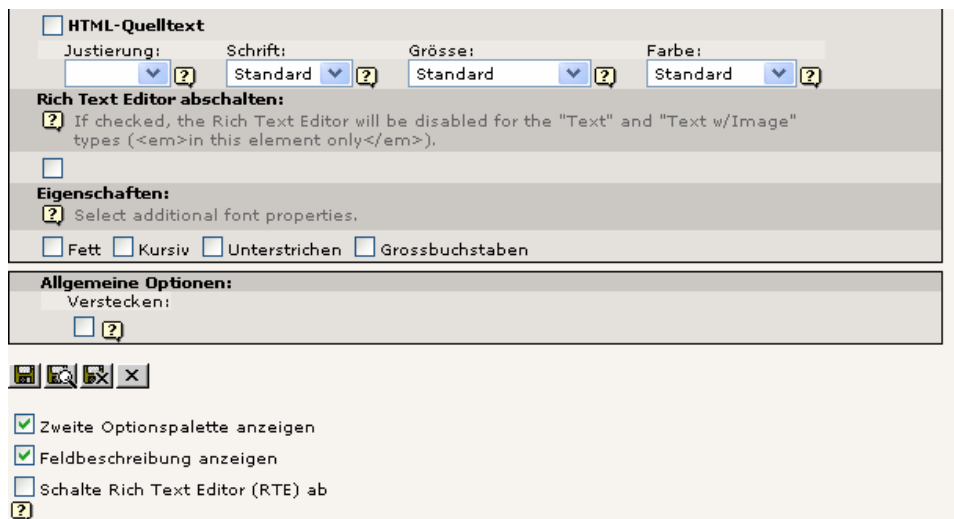 HTML-Quelltext
Justierung: Schrift: Grösse: Farbe:
Standard Standard Standard
Rich Text Editor abschalten:
If checked, the Rich Text Editor will be disabled for the "Text" and "Text w/Image"
types (<em>in this element only</em>).
Eigenschaften:
Select additional font properties.
Fett Kursiv Unterstrichen Grossbuchstaben
Allgemeine Optionen:
Verstecken:
Zweite Optionspalette anzeigen
Feldbeschreibung anzeigen
Schalte Rich Text Editor (RTE) ab